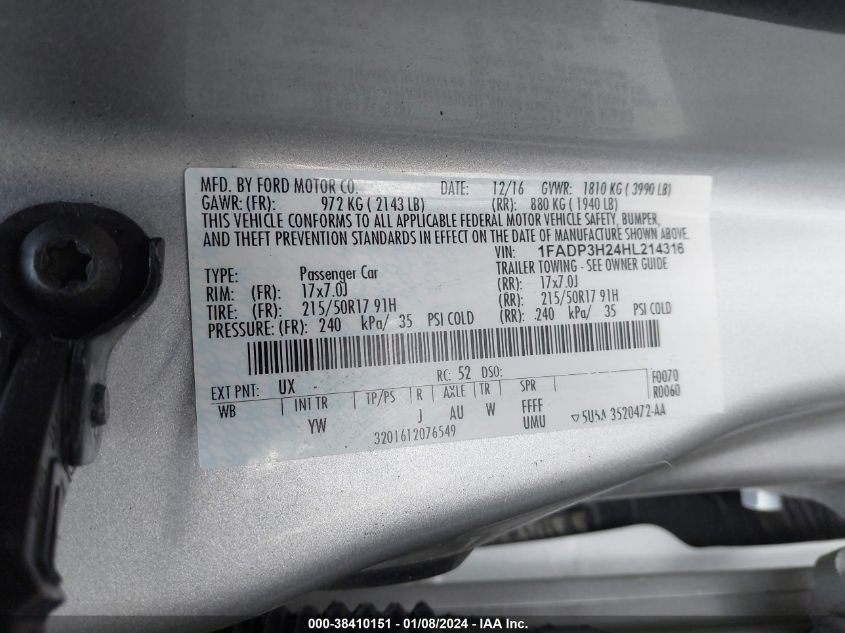 MFD. BY FORD MOTOR CO. DATE: 12/16 GVWR: 1810 KG ( 3990 LB)
GAWR: (FR): 972 KG ( 2143 LB) (RR): 880 KG ( 1940 LB)
THIS VEHICLE CONFORMS TO ALL APPLICABLE FEDERAL MOTOR VEHICLE SAFETY, BUMPER,
AND THEFT PREVENTION STANDARDS IN EFFECT ON THE DATE OF MANUFACTURE SHOWN ABOVE.
VIN: 1FADP3H24HL214316
TYPE: Passenger Car TRAILER TOWING - SEE OWNER GUIDE
RIM: (FR): 17x7.0J (RR): 17x7.0J
TIRE: (FR): 215/50R17 91H (RR): 215/50R17 91H
PRESSURE: (FR): 240 kPa/ 35 PSI COLD (RR): 240 kPa/ 35 PSI COLD
EXT PNT: UX RC: 52 DSO: F0070
WB INT TR TP/PS R AXLE TR SPR R0060
YW J AU W FFFF
UMU
3201612076549 5U5A 3520472-AA
000-38410151 - 01/08/2024 - IAA Inc.